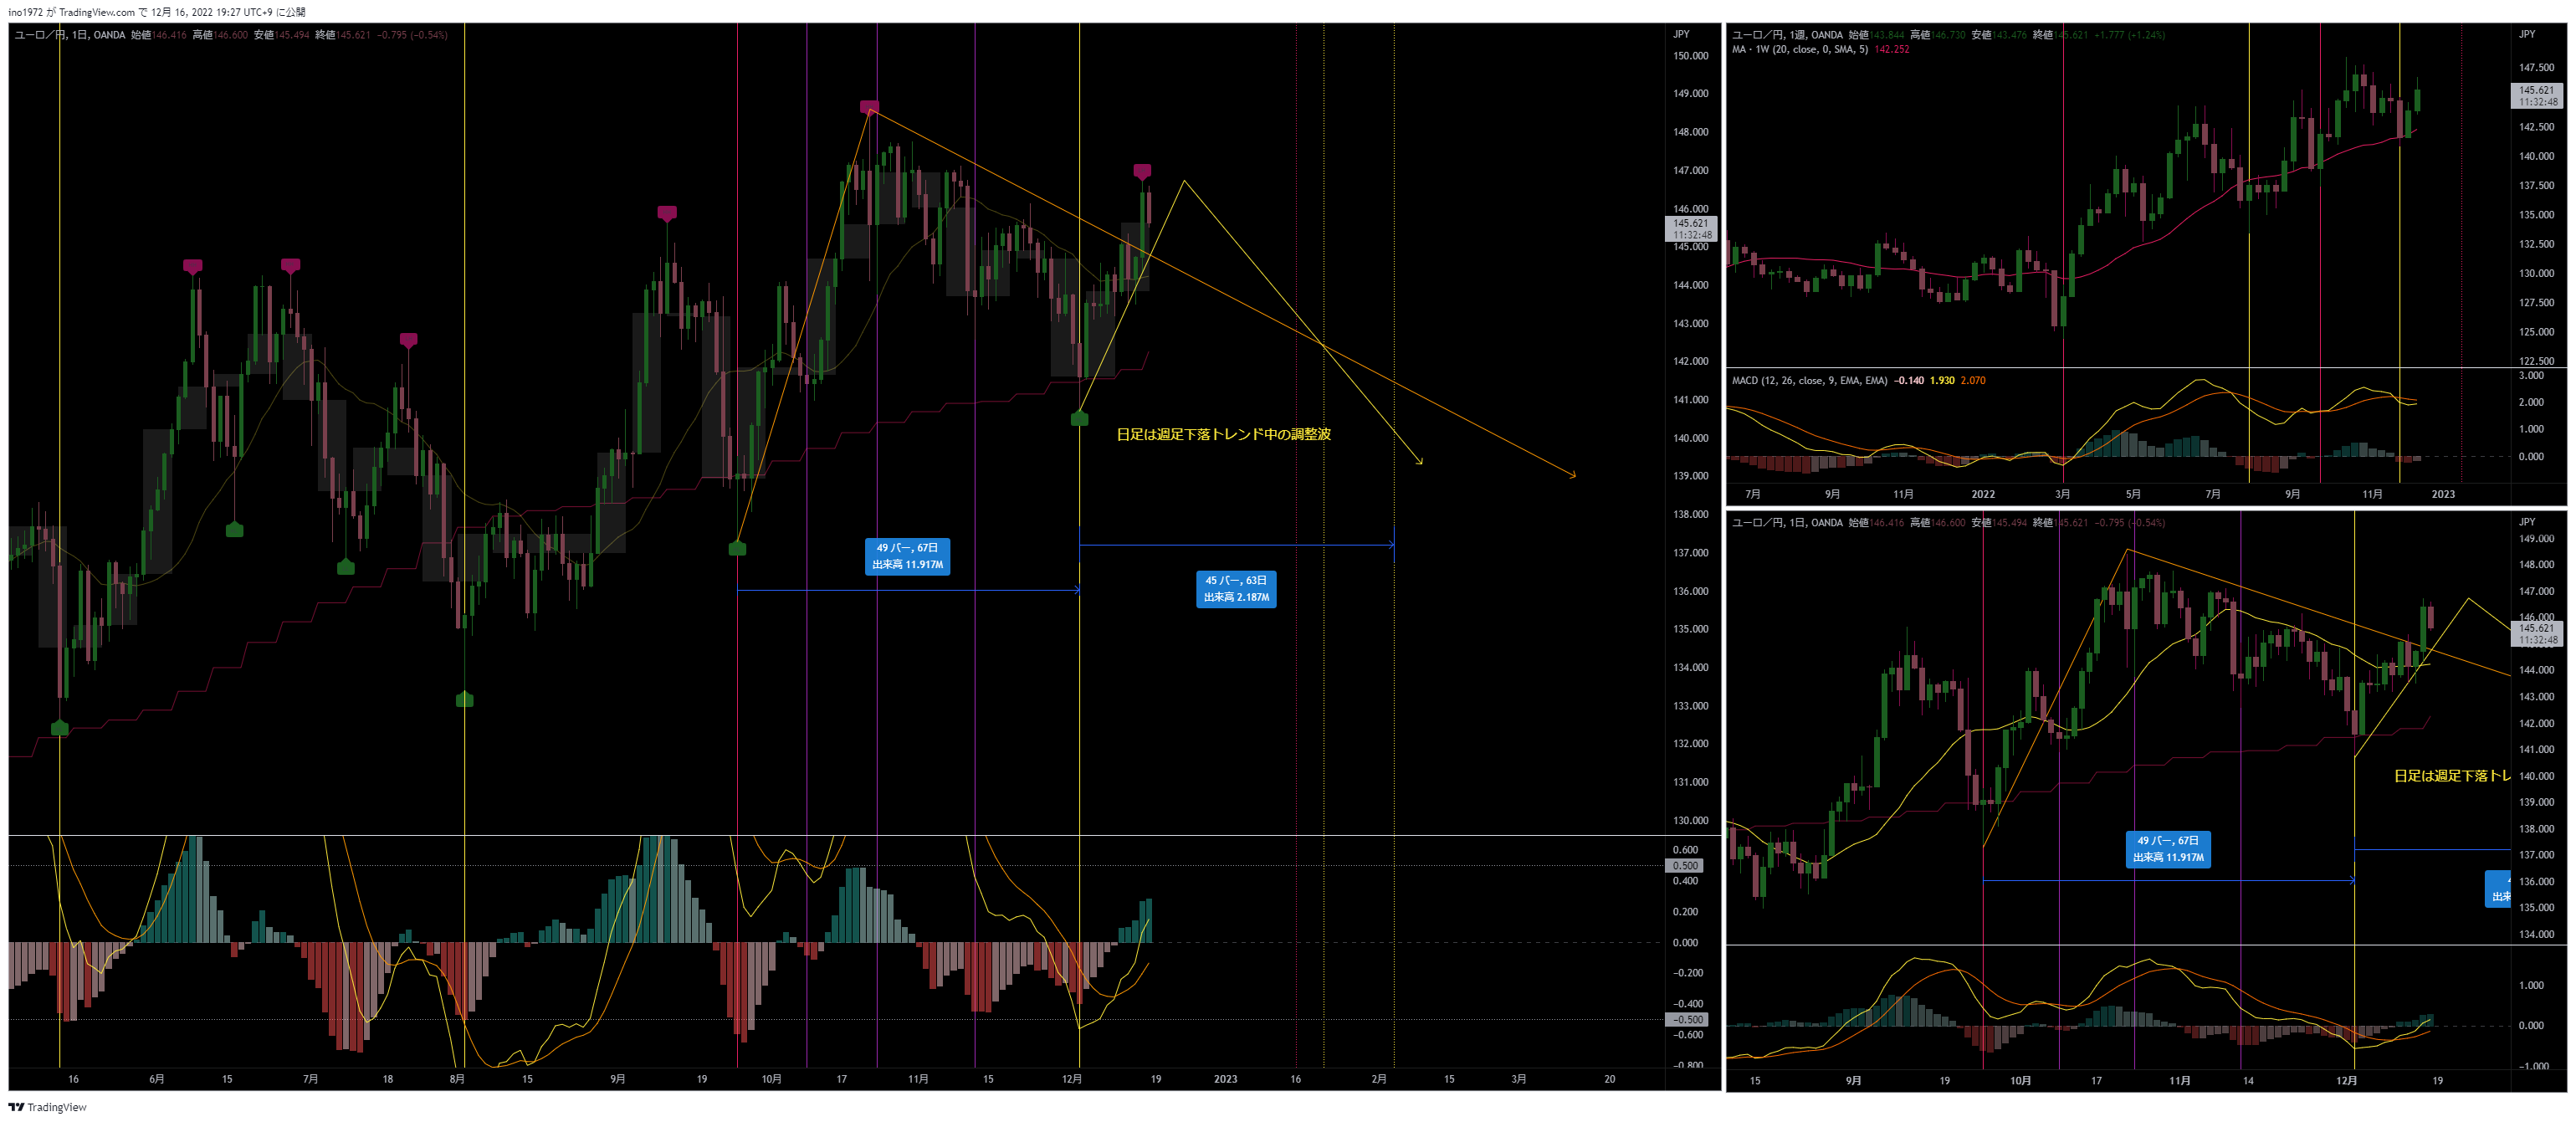 ino1972 が TradingView.com で 12月 16, 2022 19:27 UTC+9 に公開
ユーロ／円, 1日, OANDA 始値146.416 高値146.600 安値145.494 終値145.621 −0.795 (−0.54%)
JPY
150.000
149.000
148.000
147.000
146.000
145.621
11:32:48
145.000
144.000
143.000
142.000
141.000
140.000
139.000
138.000
137.000
136.000
135.000
134.000
133.000
132.000
131.000
130.000
日足は週足下落トレンド中の調整波
49 バー, 67日
出来高 11.917M
45 バー, 63日
出来高 2.187M
0.600
0.500
0.400
0.200
0.000
−0.200
−0.400
−0.500
−0.600
−0.800
16
6月
15
7月
18
8月
15
9月
19
10月
17
11月
15
12月
19
2023
16
2月
15
3月
20
ユーロ／円, 1週, OANDA 始値143.844 高値146.730 安値143.476 終値145.621 +1.777 (+1.24%)
MA · 1W (20, close, 0, SMA, 5) 142.252
JPY
147.500
145.621
11:32:48
142.500
140.000
137.500
135.000
132.500
130.000
127.500
125.000
122.500
MACD (12, 26, close, 9, EMA, EMA) −0.140 1.930 2.070
3.000
2.000
1.000
0.000
7月
9月
11月
2022
3月
5月
7月
9月
11月
2023
ユーロ／円, 1日, OANDA 始値146.416 高値146.600 安値145.494 終値145.621 −0.795 (−0.54%)
JPY
149.000
148.000
147.000
146.000
145.621
11:32:48
144.000
143.000
142.000
141.000
140.000
139.000
138.000
137.000
136.000
135.000
134.000
日足は週足下落トレ
49 バー, 67日
出来高 11.917M
出来
1.000
0.000
−1.000
15
9月
19
10月
17
11月
14
12月
19
TradingView